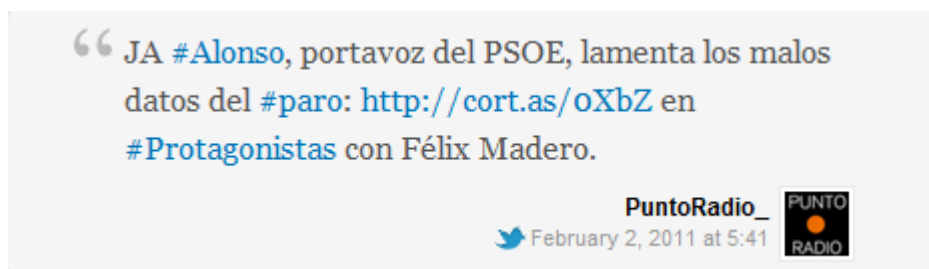 “ JA #Alonso, portavoz del PSOE, lamenta los malos
datos del #paro: http://cort.as/0XbZ en
#Protagonistas con Félix Madero.
PuntoRadio_
February 2, 2011 at 5:41
PUNTO
RADIO